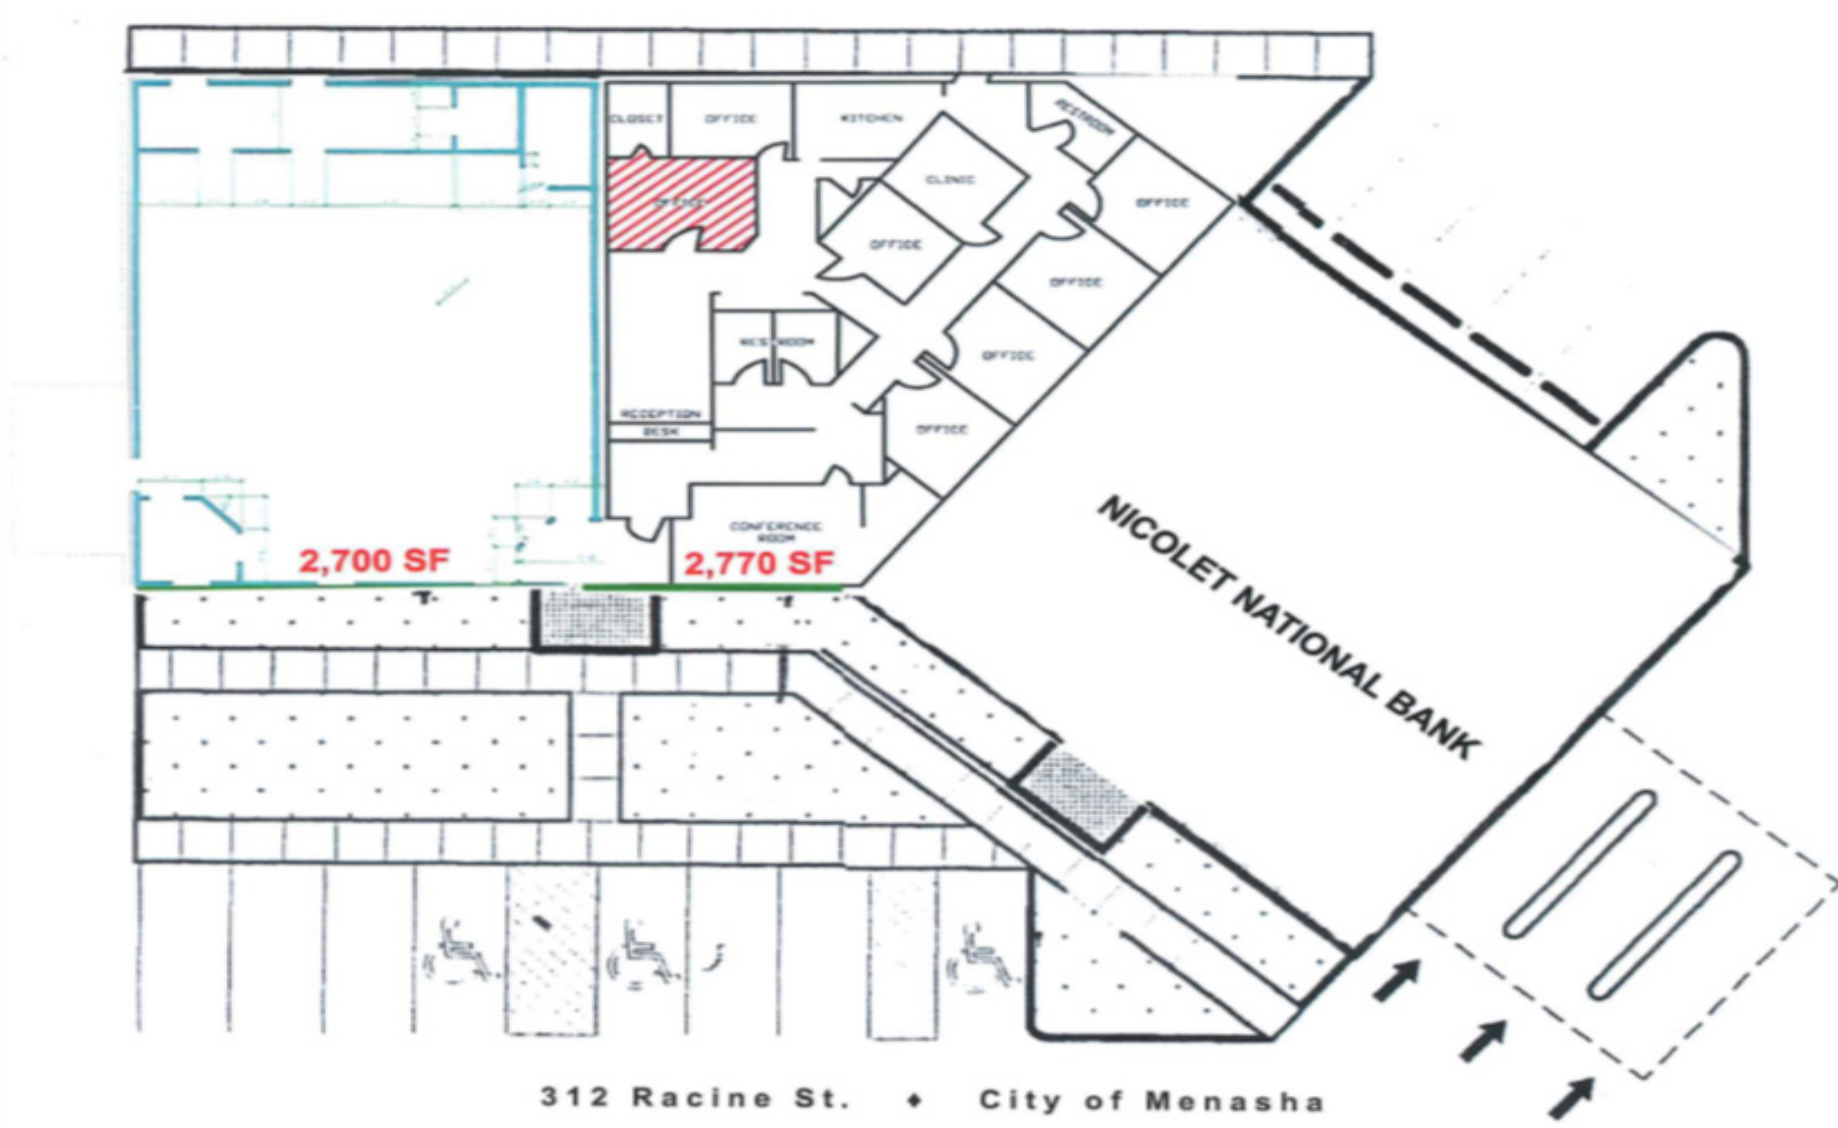 CLOSET
OFFICE
KITCHEN
RESTROOM
OFFICE
CLINIC
OFFICE
OFFICE
OFFICE
RESTROOM
OFFICE
RECEPTION
DESK
OFFICE
CONFERENCE
ROOM
2,700 SF
2,770 SF
NICOLET NATIONAL BANK
312 Racine St. ♦ City of Menasha